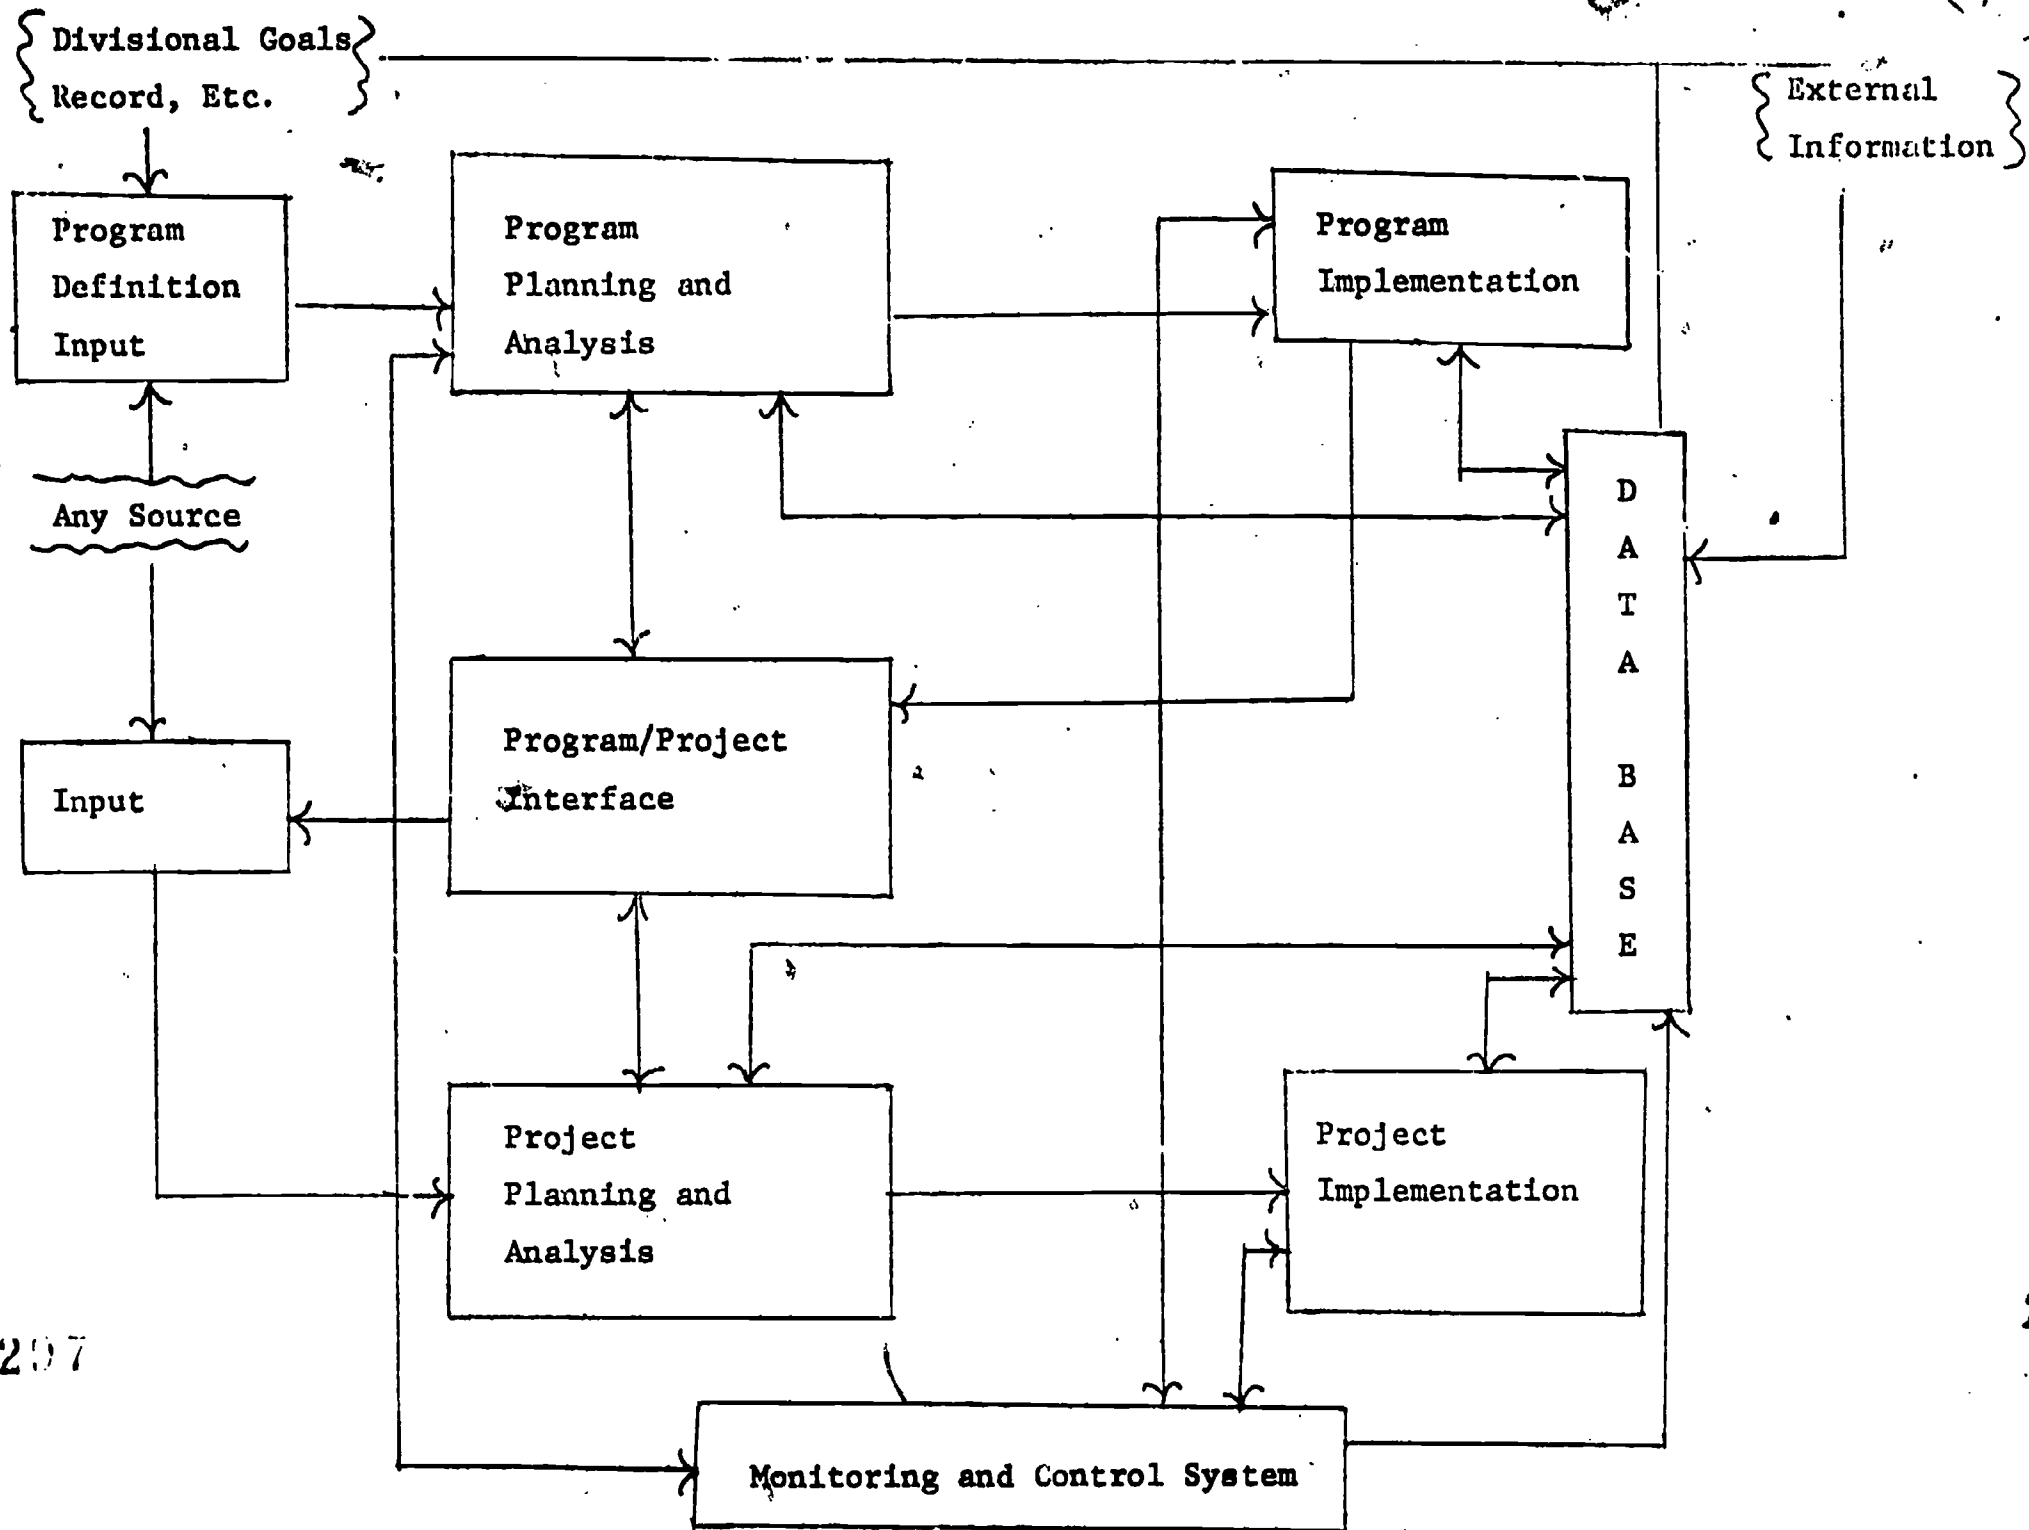 Divisional Goals
Record, Etc.
External
Information
Program
Definition
Input
Program
Planning and
Analysis
Program
Implementation
Any Source
D
A
T
A
B
A
S
E
Program/Project
Interface
Input
Project
Planning and
Analysis
Project
Implementation
Monitoring and Control System